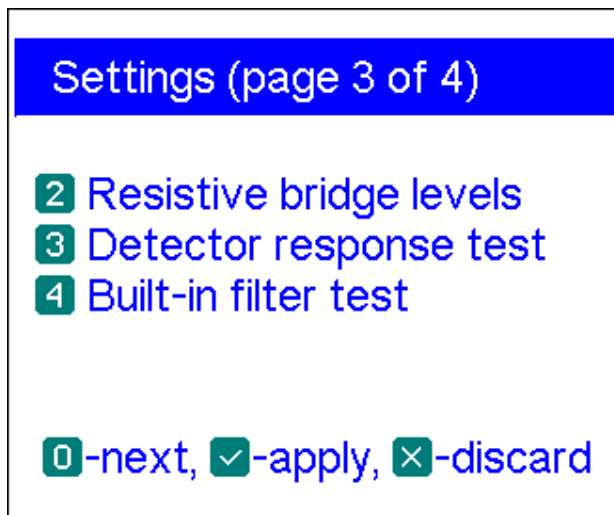 Settings (page 3 of 4)
2 Resistive bridge levels
3 Detector response test
4 Built-in filter test
0-next, ✓-apply, ×-discard